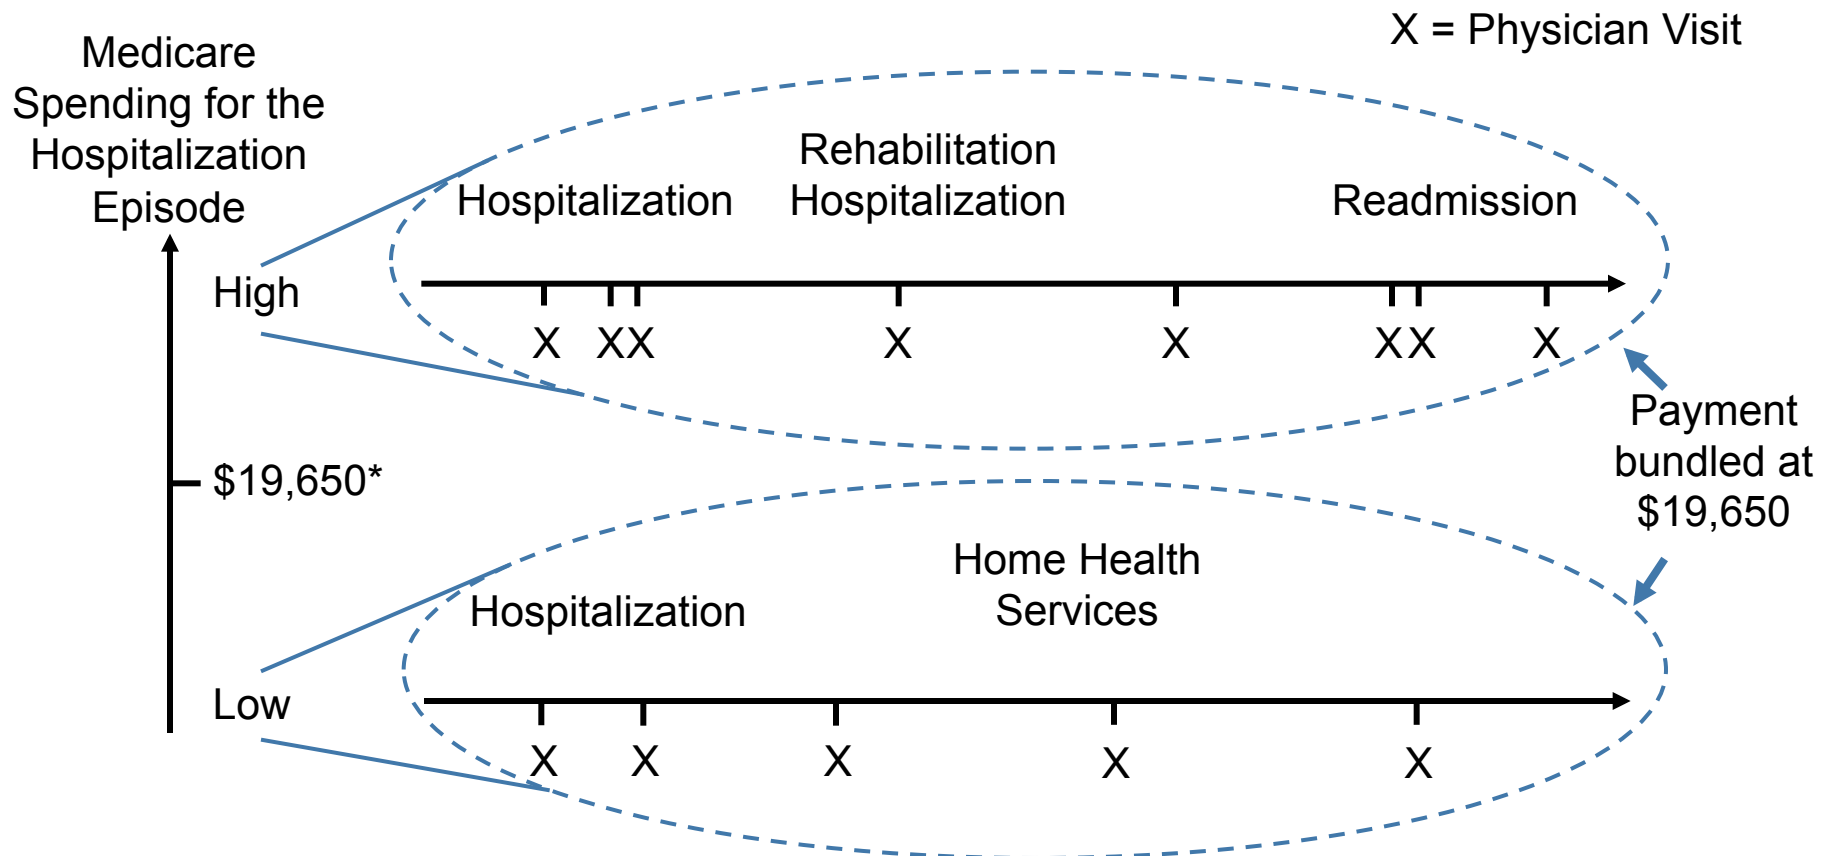 X = Physician Visit
Medicare
Spending for the
Hospitalization
Episode
Rehabilitation
Hospitalization
Hospitalization
Readmission
High
X XX X X XX X
Payment
bundled at
$19,650
$19,650*
Home Health
Services
Hospitalization
Low
X X X X X